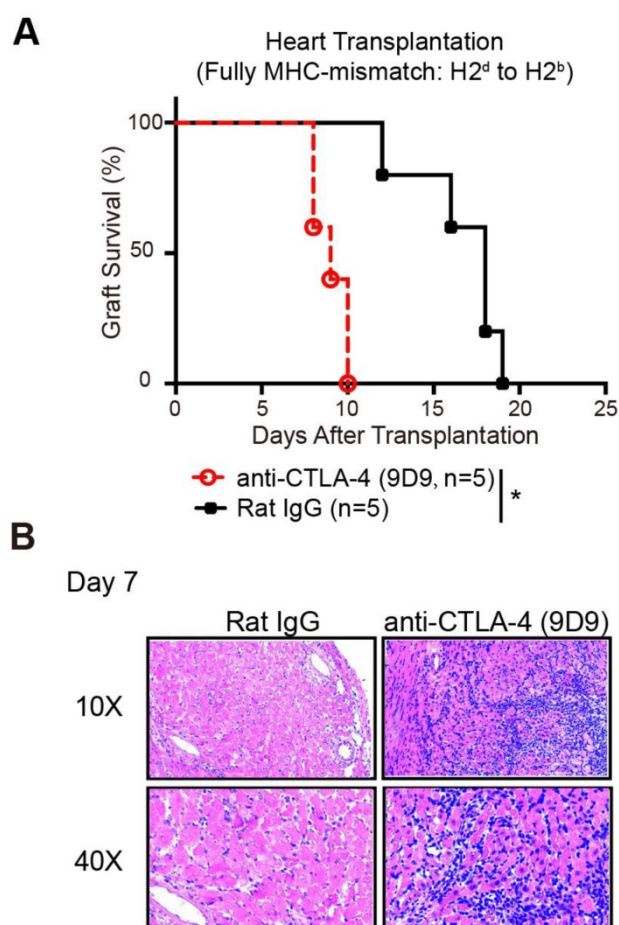 A
Heart Transplantation
(Fully MHC-mismatch: H2ᵈ to H2ᵇ)
Graft Survival (%)
100
50
0
0 5 10 15 20 25
Days After Transplantation
anti-CTLA-4 (9D9, n=5)
Rat IgG (n=5)
*
B
Day 7
Rat IgG anti-CTLA-4 (9D9)
10X
40X